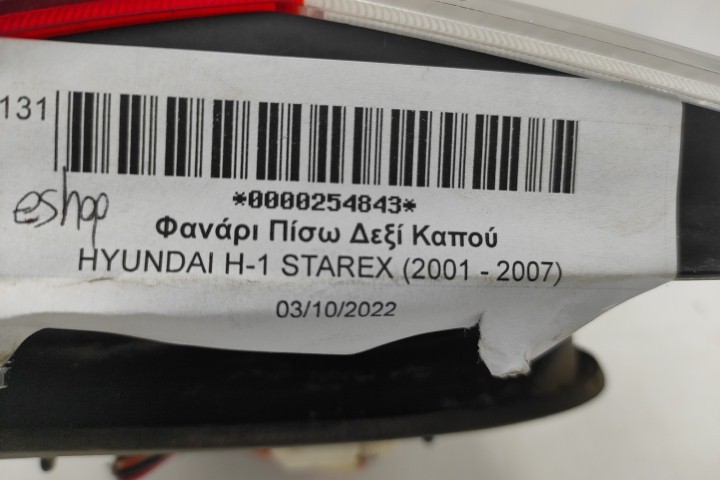 131
*0000254843*
eshop
Φανάρι Πίσω Δεξί Καπού
HYUNDAI H-1 STAREX (2001 - 2007)
03/10/2022